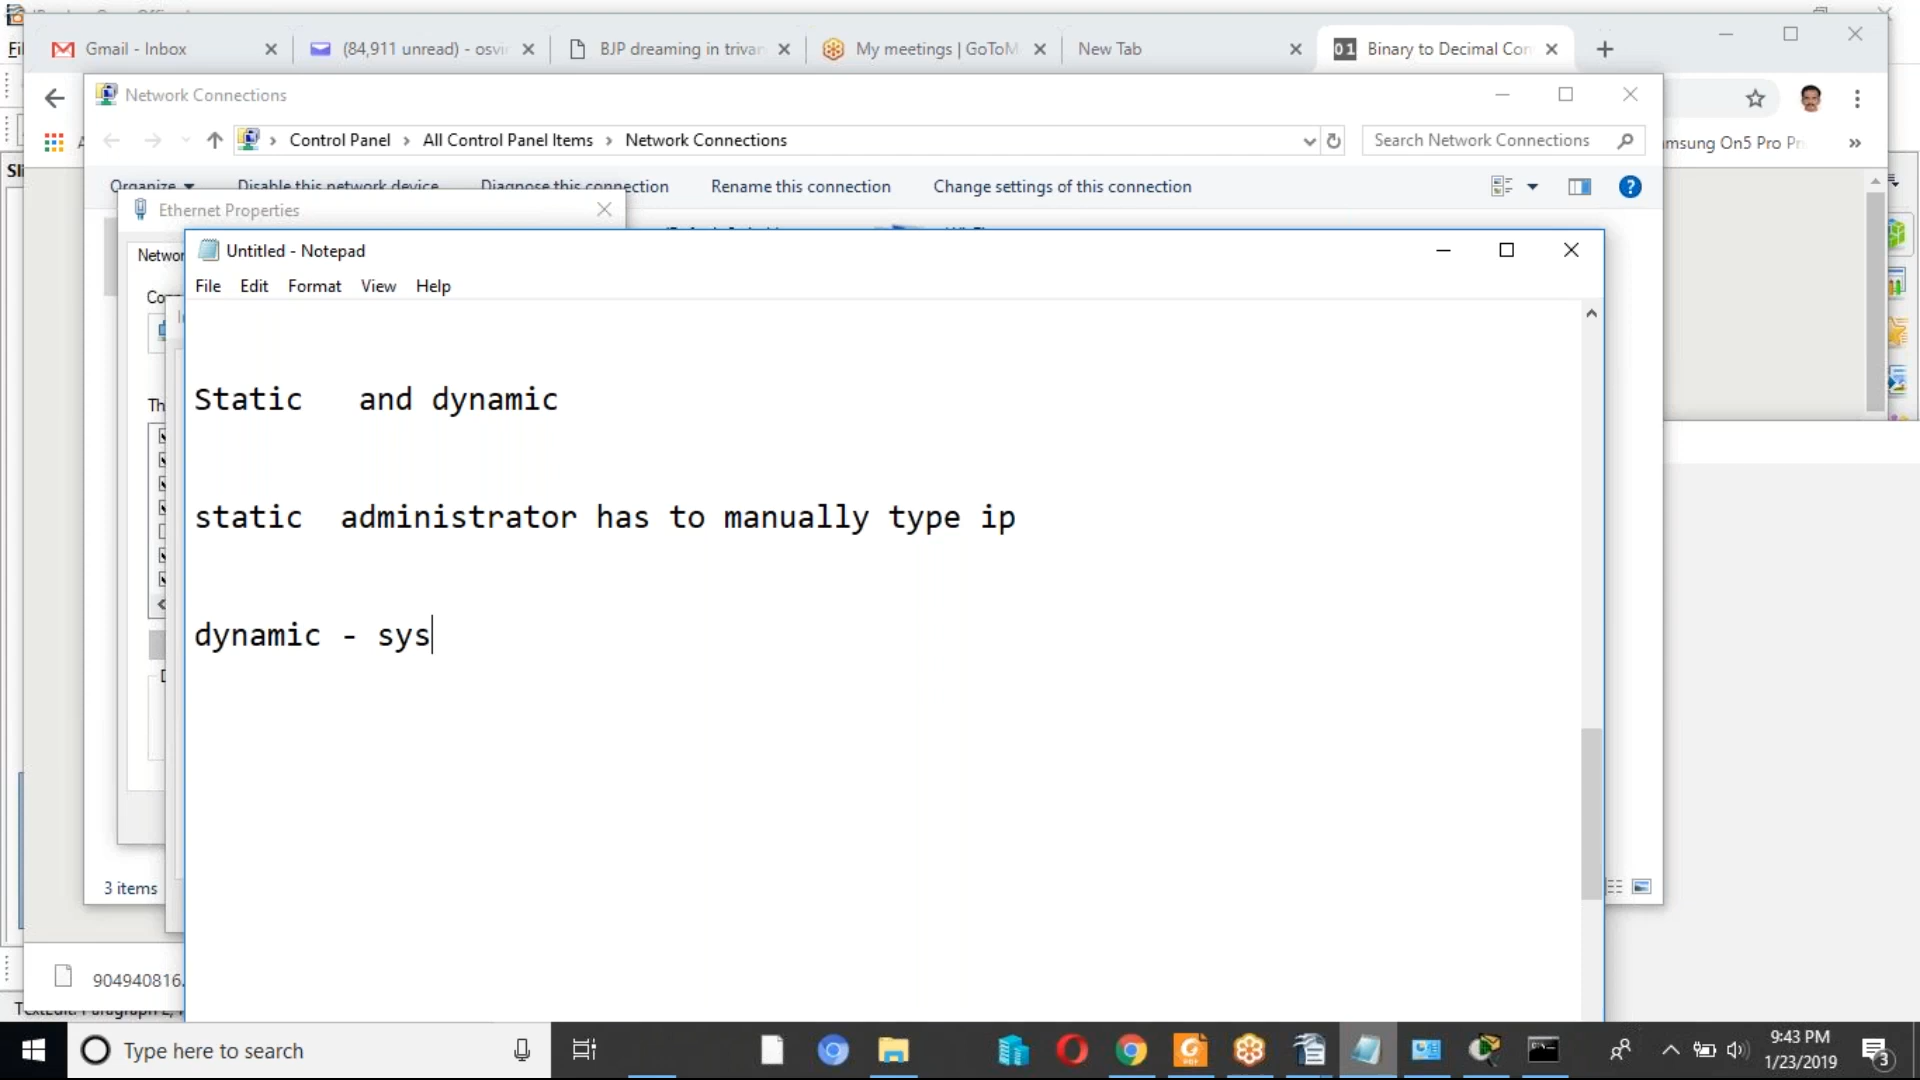 Gmail - Inbox
(84,911 unread) - osvi
BJP dreaming in trivan
My meetings | GoToM
New Tab
01 Binary to Decimal Con
Network Connections
Control Panel > All Control Panel Items > Network Connections
Search Network Connections
msung On5 Pro Pr
Organize
Disable this network device
Diagnose this connection
Rename this connection
Change settings of this connection
Ethernet Properties
Untitled - Notepad
File Edit Format View Help
Static and dynamic
static administrator has to manually type ip
dynamic - sys
3 items
904940816.
Type here to search
9:43 PM
1/23/2019
3